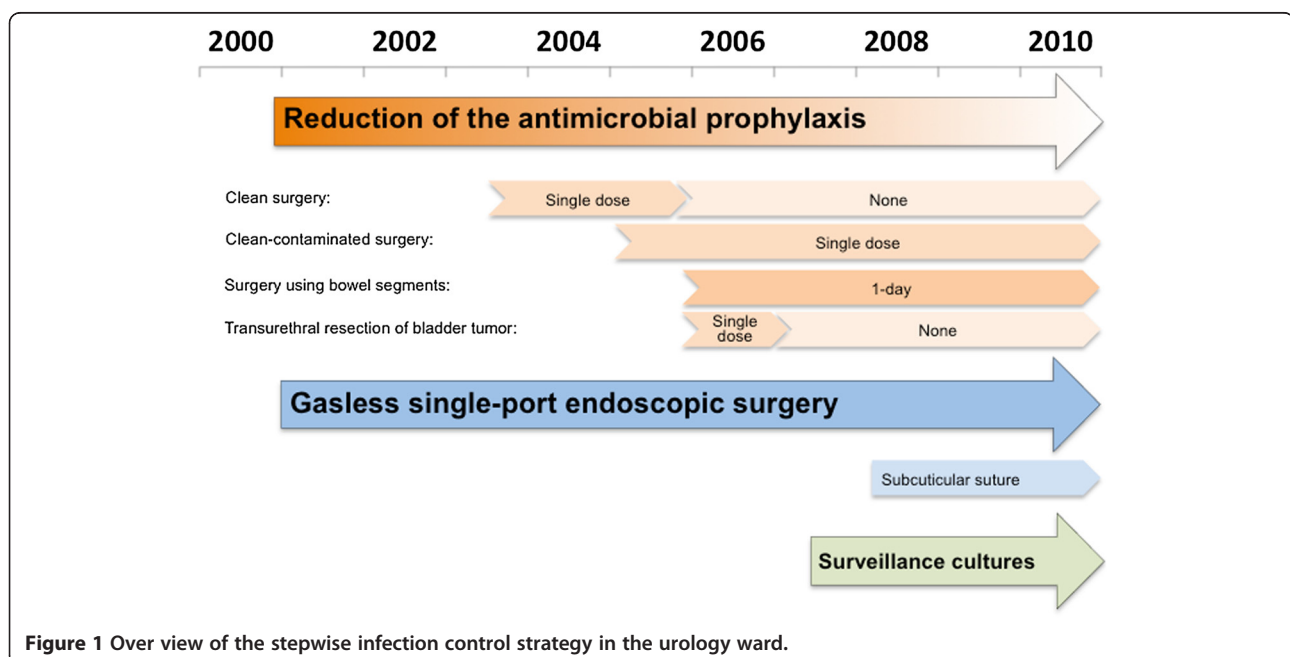 2000 2002 2004 2006 2008 2010
Reduction of the antimicrobial prophylaxis
Clean surgery: Single dose None
Clean-contaminated surgery: Single dose
Surgery using bowel segments: 1-day
Transurethral resection of bladder tumor: Single
dose None
Gasless single-port endoscopic surgery
Subcuticular suture
Surveillance cultures
Figure 1 Over view of the stepwise infection control strategy in the urology ward.